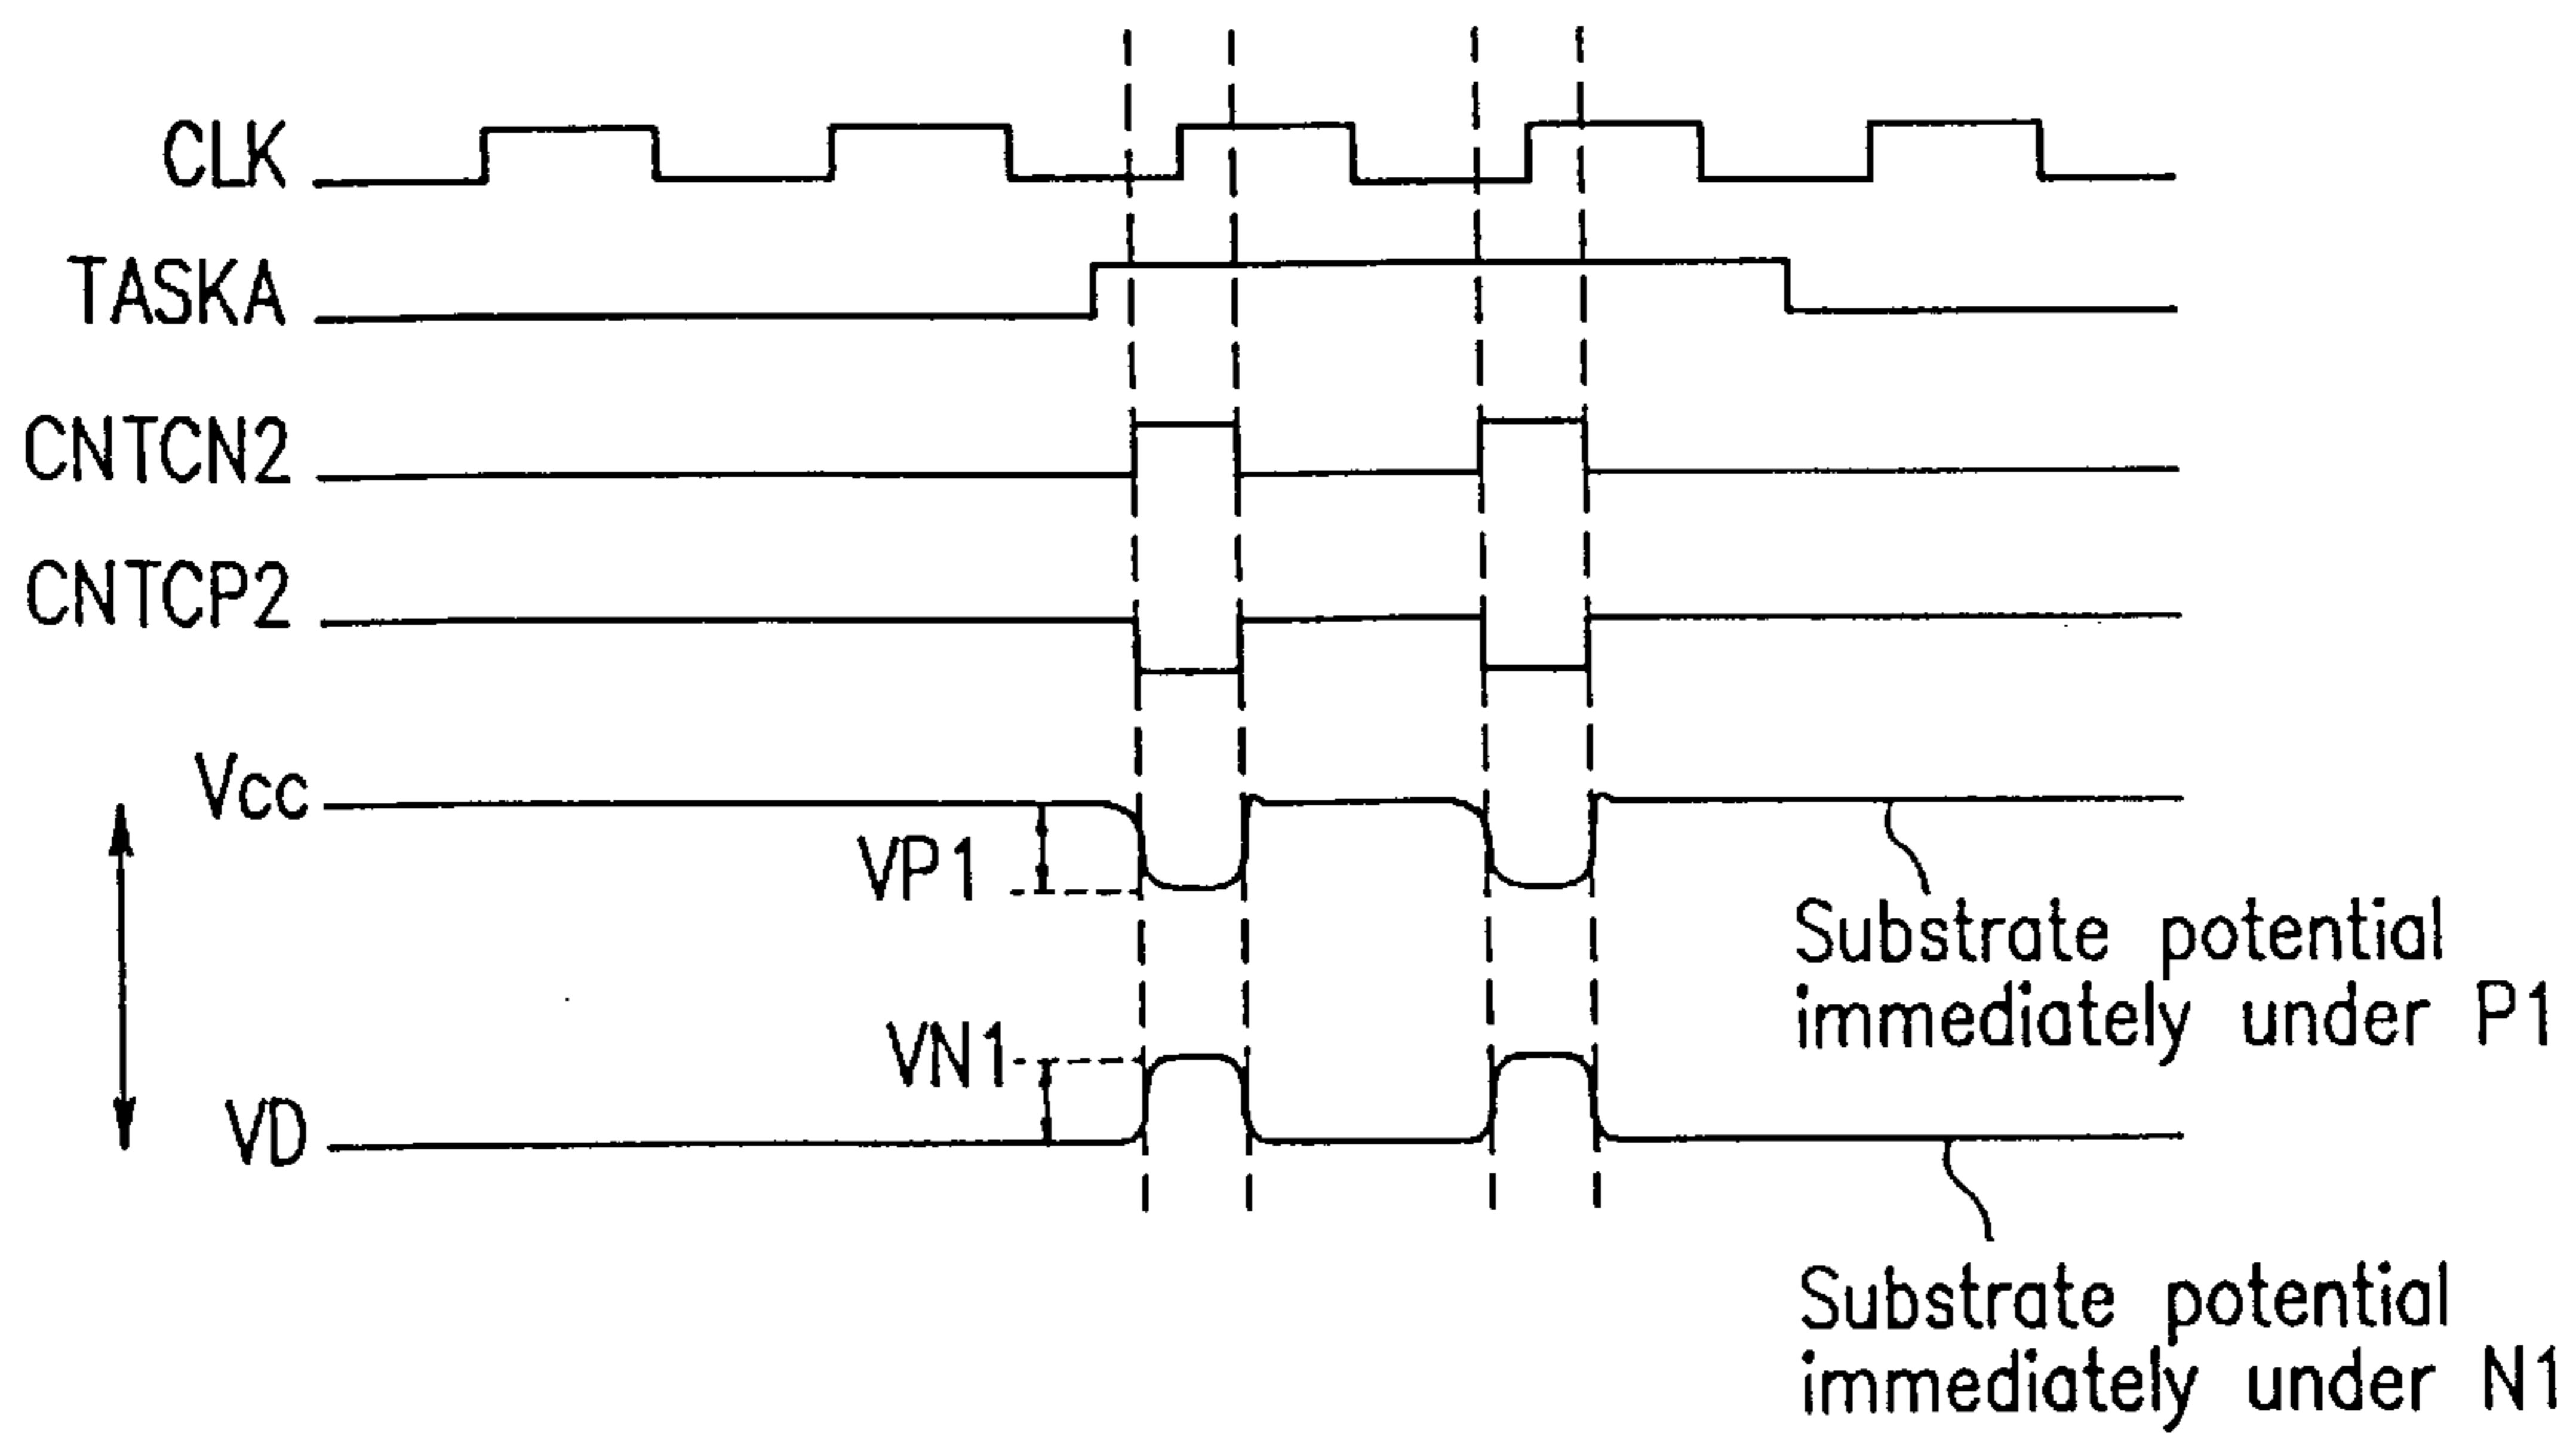 CLK
TASKA
CNTCN2
CNTCP2
Vcc
VP1
Substrate potential
immediately under P1
VN1
VD
Substrate potential
immediately under N1